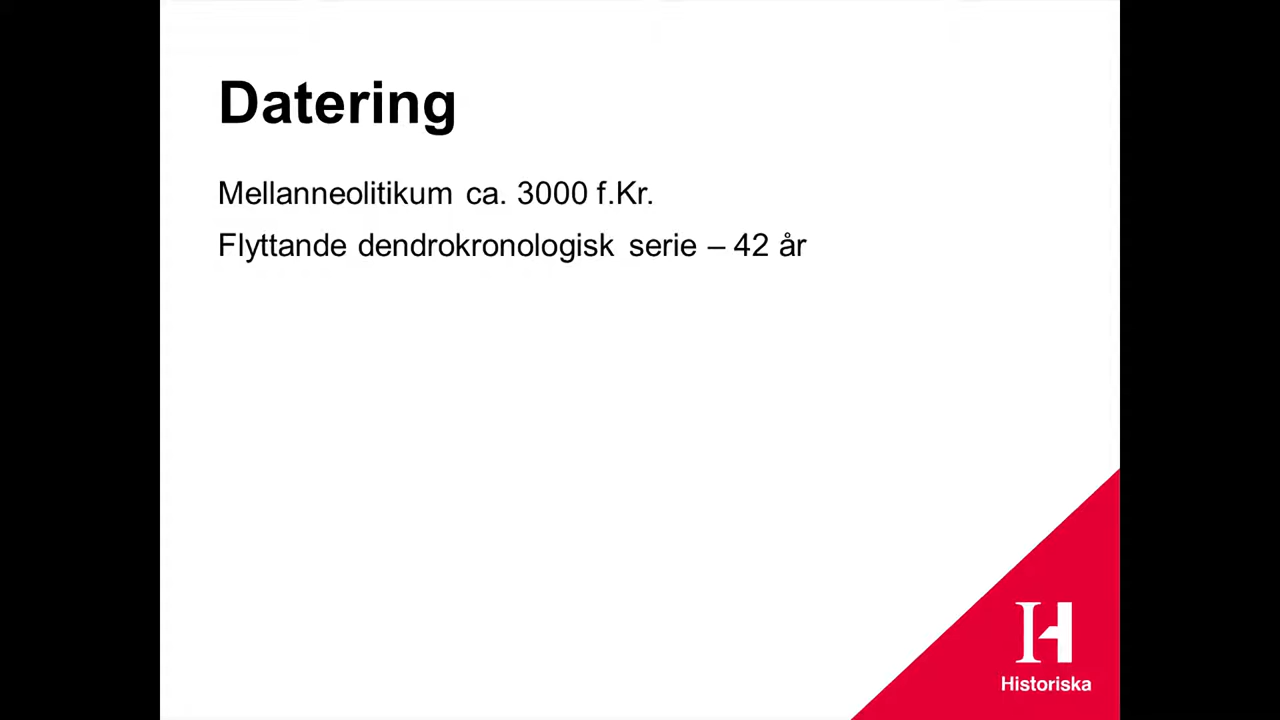 Datering
Mellanneolitikum ca. 3000 f.Kr.
Flyttande dendrokronologisk serie – 42 år
H
Historiska